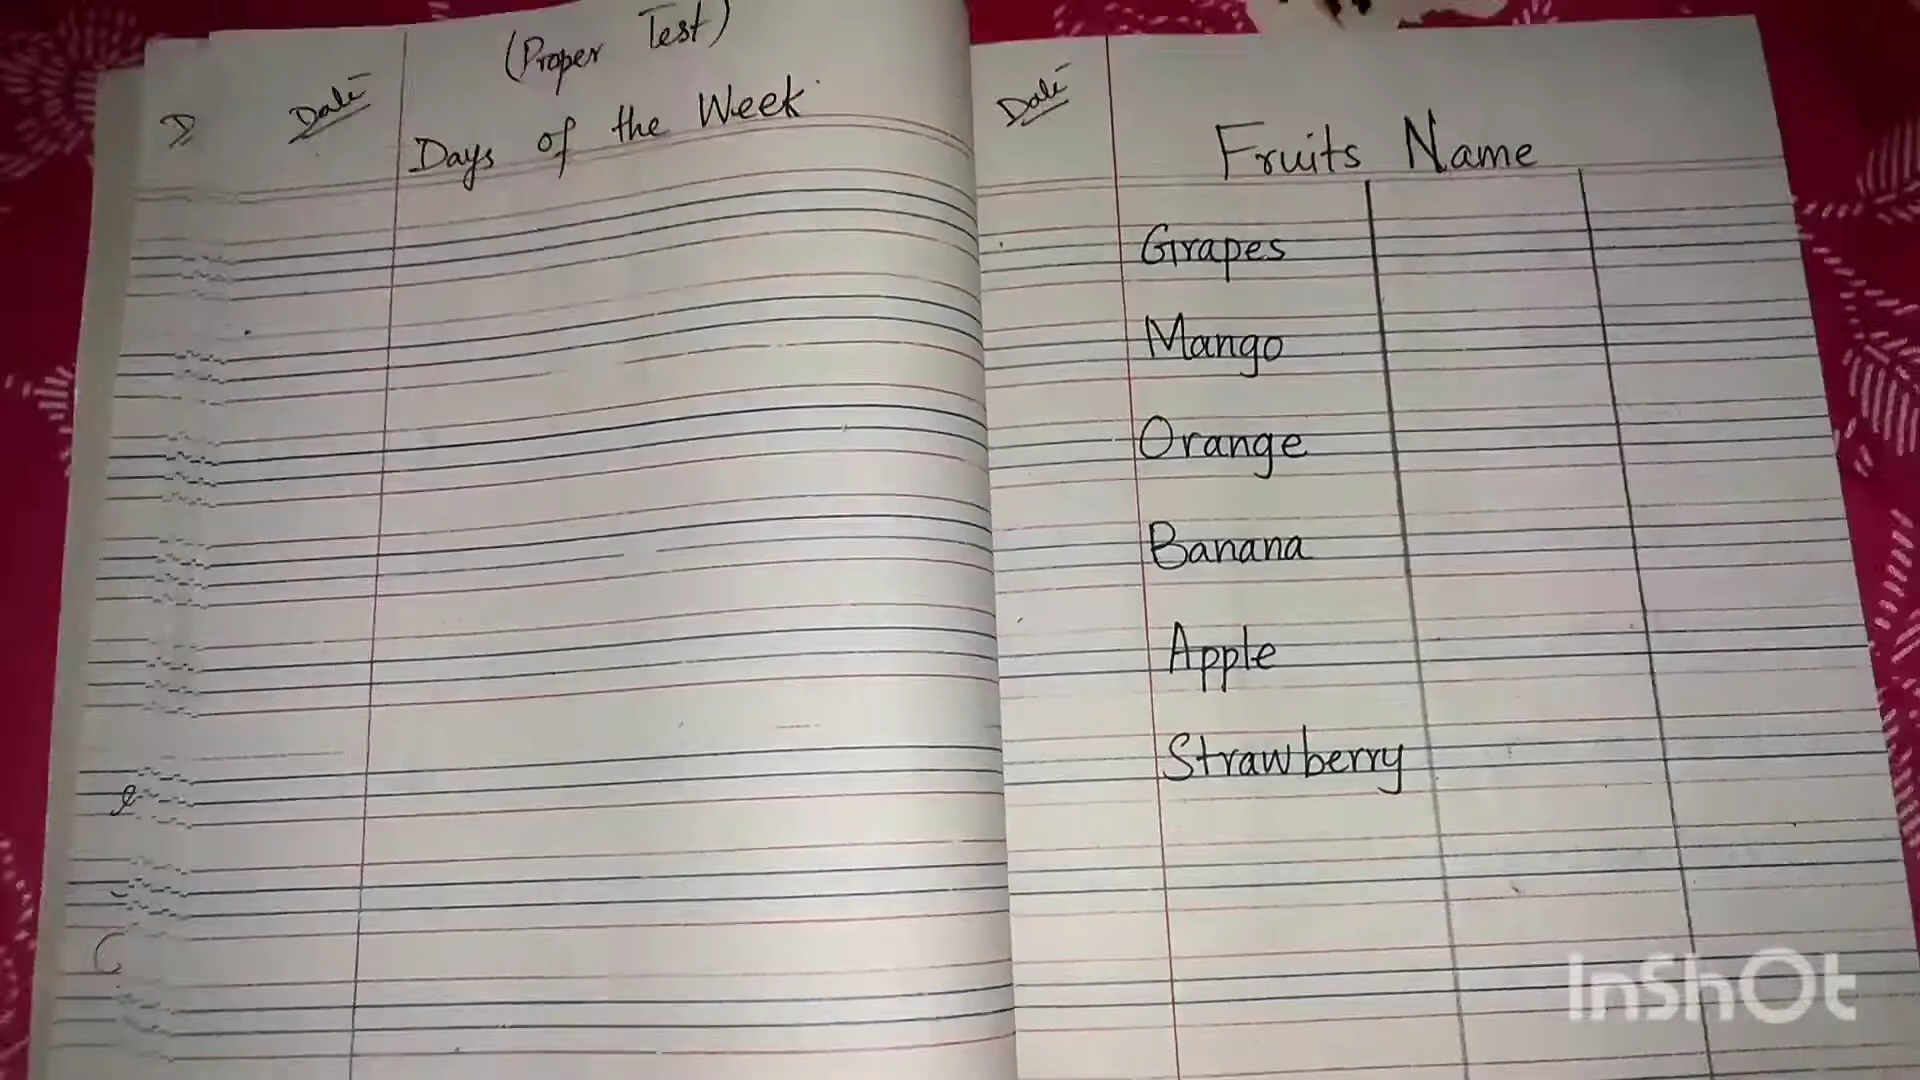 (Proper Test)
Date
Days of the Week
Date
Fruits Name
Grapes
Mango
Orange
Banana
Apple
Strawberry
InShOt